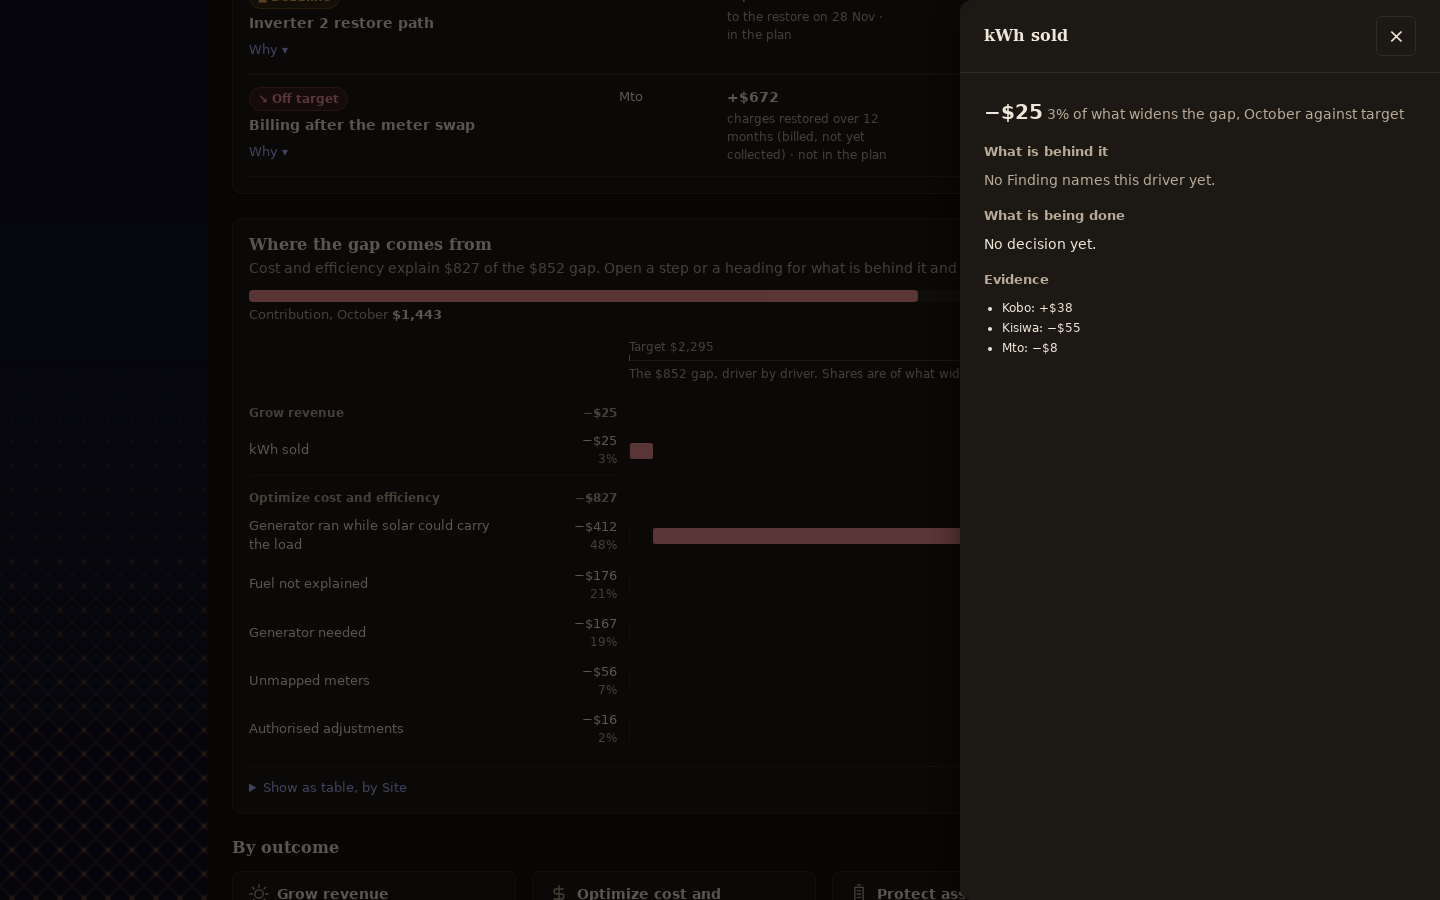 Inverter 2 restore path
Why ▾
to the restore on 28 Nov ·
in the plan
↘ Off target
Billing after the meter swap
Why ▾
Mto
+$672
charges restored over 12
months (billed, not yet
collected) · not in the plan
Where the gap comes from
Cost and efficiency explain $827 of the $852 gap. Open a step or a heading for what is behind it and
Contribution, October $1,443
Target $2,295
The $852 gap, driver by driver. Shares are of what wid
Grow revenue −$25
kWh sold −$25
3%
Optimize cost and efficiency −$827
Generator ran while solar could carry
the load
−$412
48%
Fuel not explained −$176
21%
Generator needed −$167
19%
Unmapped meters −$56
7%
Authorised adjustments −$16
2%
▶ Show as table, by Site
By outcome
Grow revenue
Optimize cost and
Protect ass
kWh sold
×
−$25 3% of what widens the gap, October against target
What is behind it
No Finding names this driver yet.
What is being done
No decision yet.
Evidence
• Kobo: +$38
• Kisiwa: −$55
• Mto: −$8